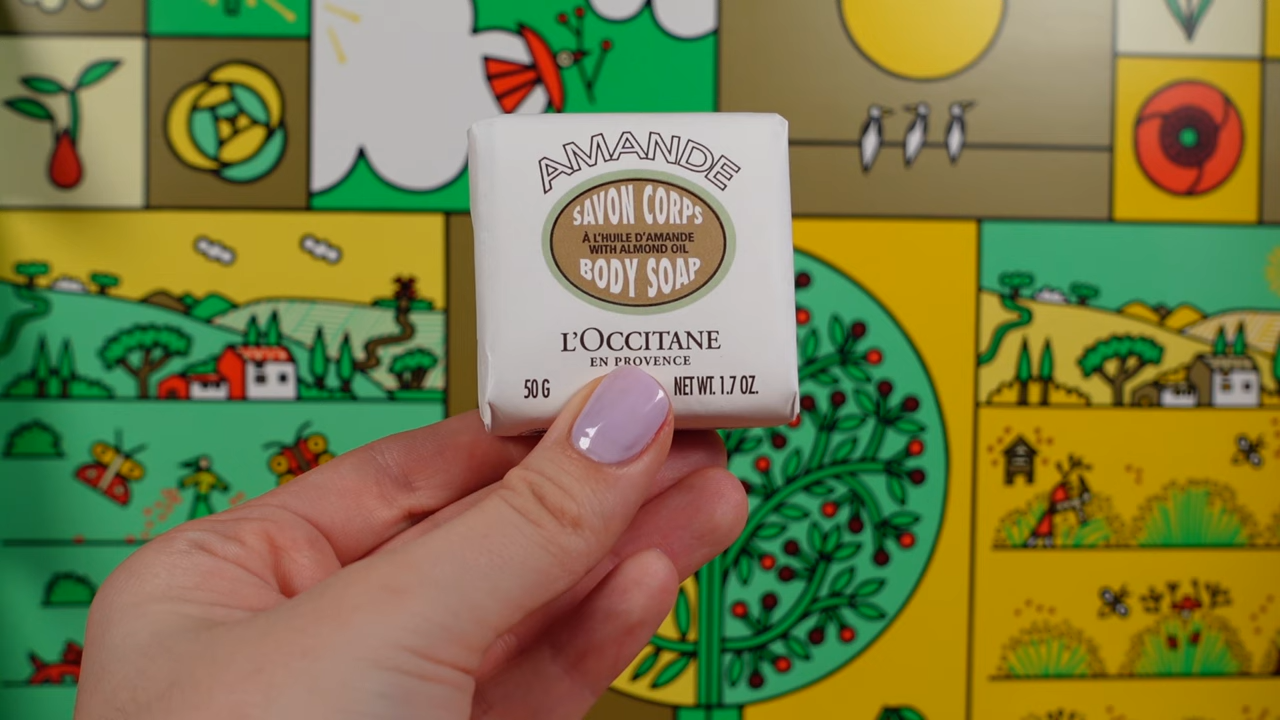 AMANDE
SAVON CORPS
À L'HUILE D'AMANDE
WITH ALMOND OIL
BODY SOAP
L'OCCITANE
EN PROVENCE
50 G NET WT. 1.7 OZ.